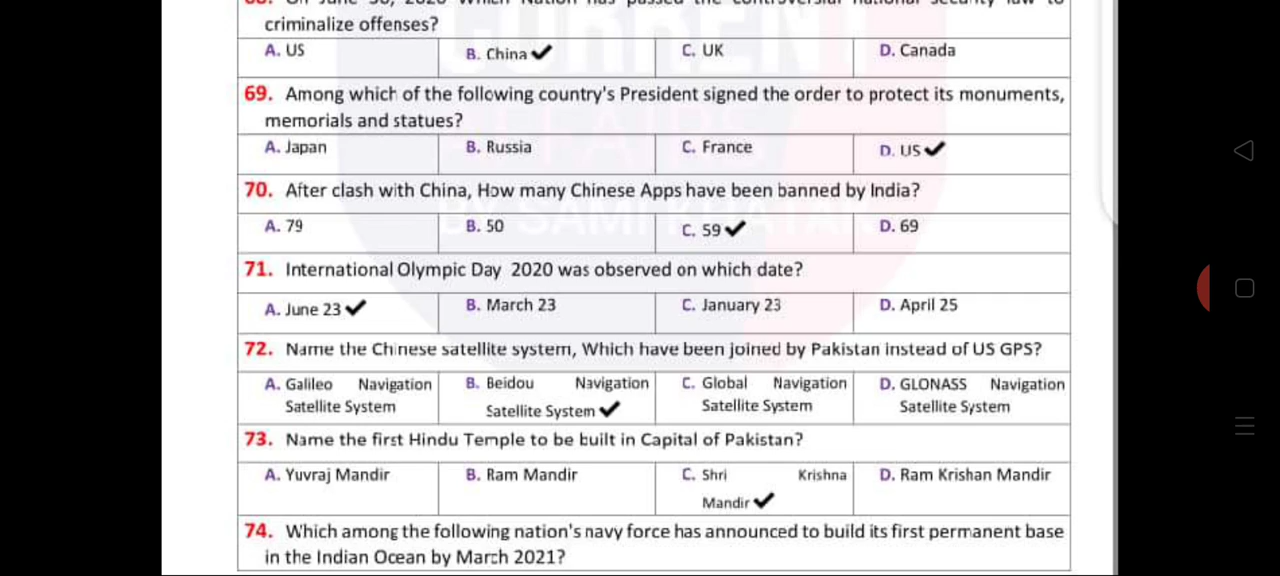 criminalize offenses?
A. US B. China ✔ C. UK D. Canada
69. Among which of the following country's President signed the order to protect its monuments,
memorials and statues?
A. Japan B. Russia C. France D. US ✔
70. After clash with China, How many Chinese Apps have been banned by India?
A. 79 B. 50 C. 59 ✔ D. 69
71. International Olympic Day 2020 was observed on which date?
A. June 23 ✔ B. March 23 C. January 23 D. April 25
72. Name the Chinese satellite system, Which have been joined by Pakistan instead of US GPS?
A. Galileo Navigation B. Beidou Navigation C. Global Navigation D. GLONASS Navigation
Satellite System Satellite System ✔ Satellite System Satellite System
73. Name the first Hindu Temple to be built in Capital of Pakistan?
A. Yuvraj Mandir B. Ram Mandir C. Shri Krishna D. Ram Krishan Mandir
Mandir ✔
74. Which among the following nation's navy force has announced to build its first permanent base
in the Indian Ocean by March 2021?